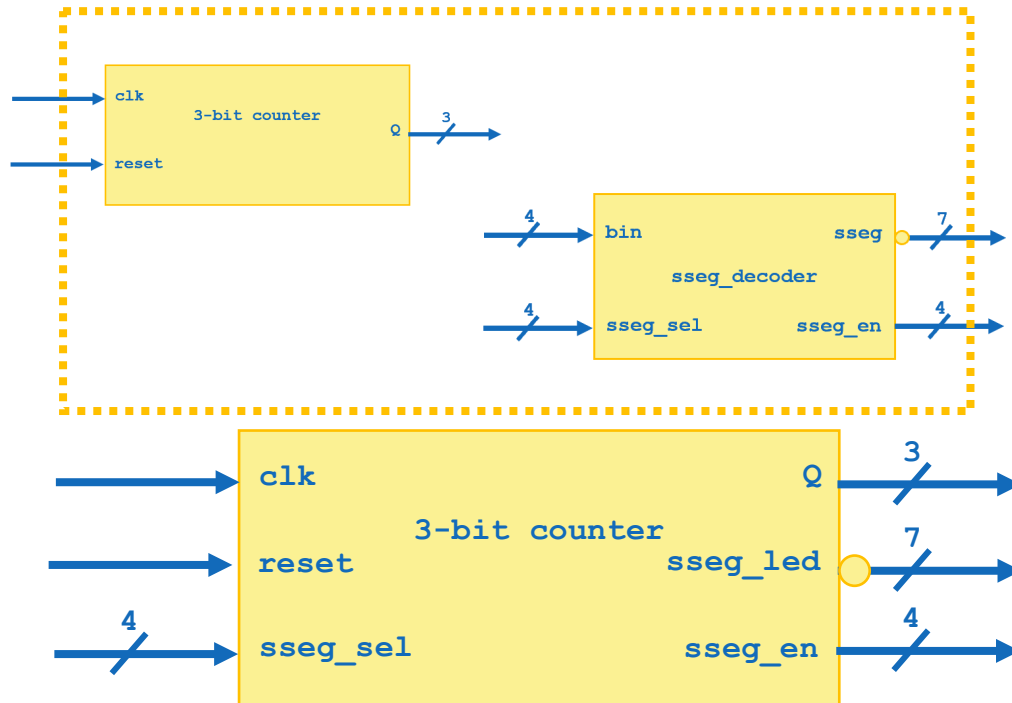 clk
3-bit counter
3
Q
reset
4
bin
sseg
7
sseg_decoder
4
sseg_sel
sseg_en
4
clk
Q
3
3-bit counter
reset
sseg_led
7
4
sseg_sel
sseg_en
4